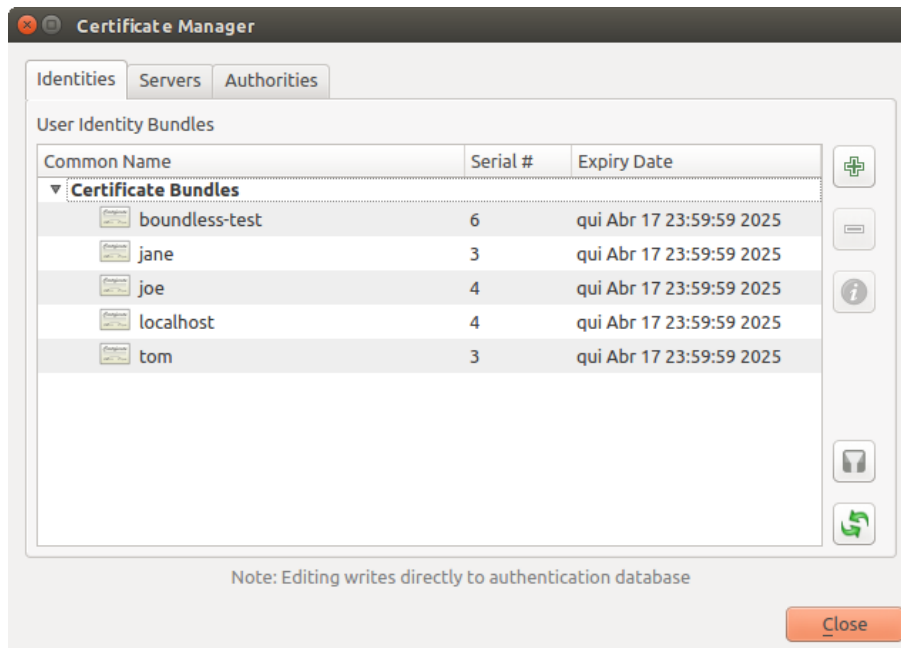 Certificate Manager
Identities Servers Authorities
User Identity Bundles
Common Name Serial # Expiry Date
Certificate Bundles
boundless-test 6 qui Abr 17 23:59:59 2025
jane 3 qui Abr 17 23:59:59 2025
joe 4 qui Abr 17 23:59:59 2025
localhost 4 qui Abr 17 23:59:59 2025
tom 3 qui Abr 17 23:59:59 2025
Note: Editing writes directly to authentication database
Close